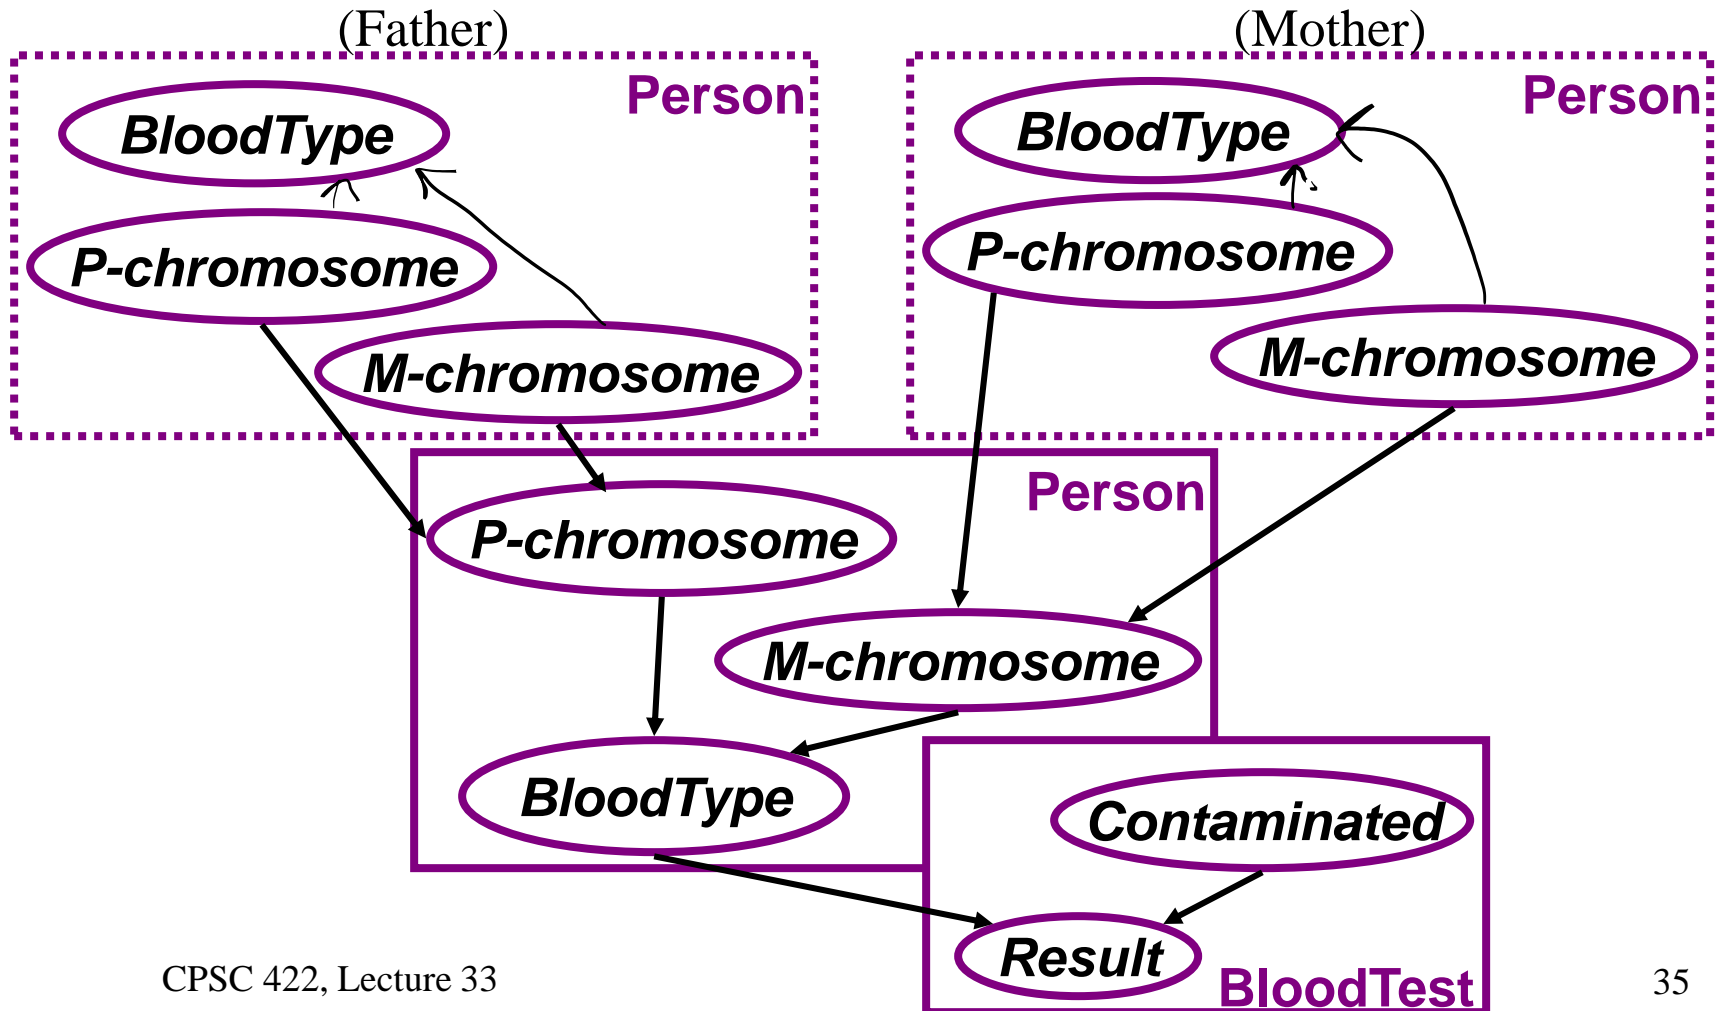 (Father)
(Mother)
Person
BloodType
P-chromosome
M-chromosome
Person
BloodType
P-chromosome
M-chromosome
Person
P-chromosome
M-chromosome
BloodType
Contaminated
Result
BloodTest
CPSC 422, Lecture 33
35